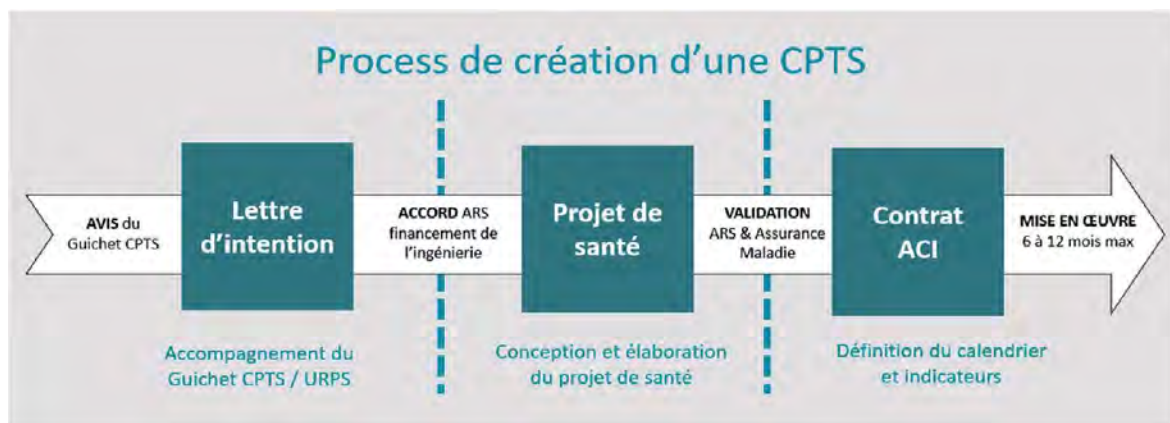 Process de création d'une CPTS
AVIS du
Guichet CPTS
Lettre
d'intention
ACCORD ARS
financement de
l'ingénierie
Projet de
santé
VALIDATION
ARS & Assurance
Maladie
Contrat
ACI
MISE EN ŒUVRE
6 à 12 mois max
Accompagnement du
Guichet CPTS / URPS
Conception et élaboration
du projet de santé
Définition du calendrier
et indicateurs